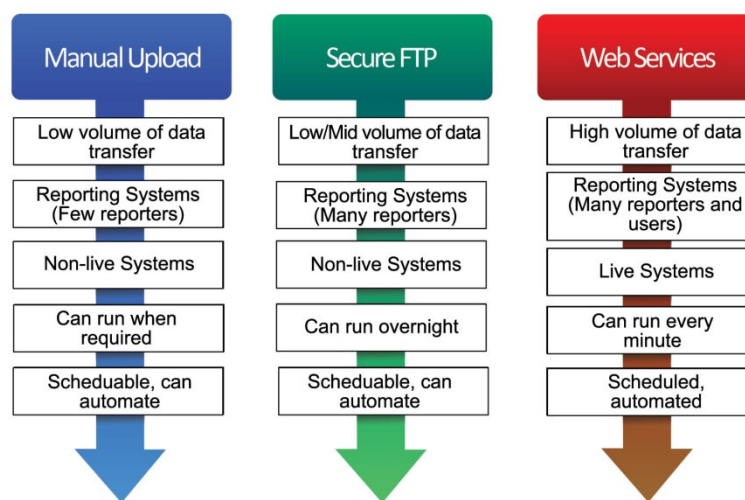 Manual Upload
Low volume of data
transfer
Reporting Systems
(Few reporters)
Non-live Systems
Can run when
required
Scheduable, can
automate
Secure FTP
Low/Mid volume of data
transfer
Reporting Systems
(Many reporters)
Non-live Systems
Can run overnight
Scheduable, can
automate
Web Services
High volume of data
transfer
Reporting Systems
(Many reporters and
users)
Live Systems
Can run every
minute
Scheduled,
automated